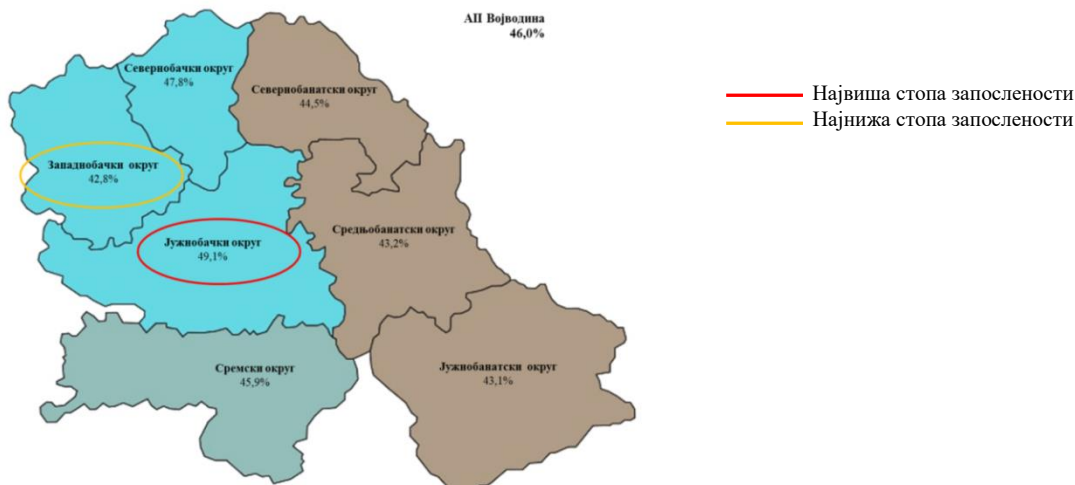 АП Војводина
46,0%
Севернобачки округ
47,8%
Севернобанатски округ
44,5%
Највиша стопа запослености
Најнижа стопа запослености
Западнобачки округ
42,8%
Јужнобачки округ
49,1%
Средњобанатски округ
43,2%
Сремски округ
45,9%
Јужнобанатски округ
43,1%